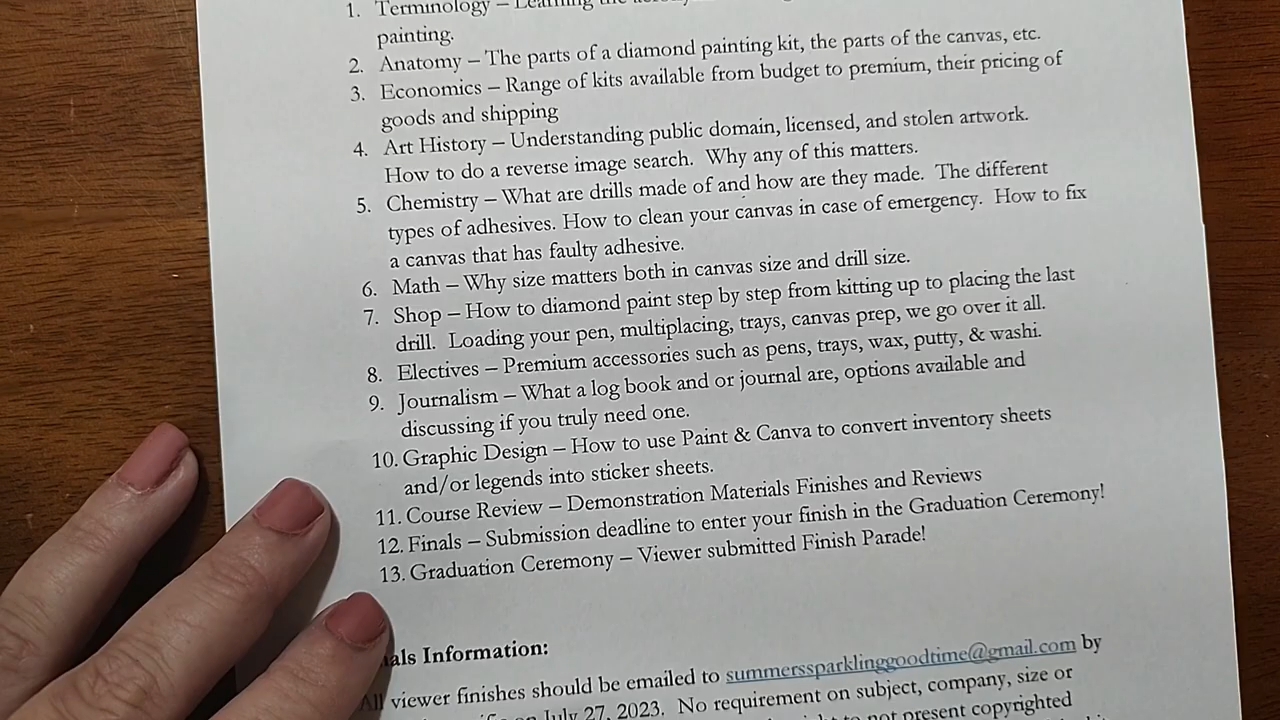 1. Terminology – Learning the
painting.
2. Anatomy – The parts of a diamond painting kit, the parts of the canvas, etc.
3. Economics – Range of kits available from budget to premium, their pricing of
goods and shipping
4. Art History – Understanding public domain, licensed, and stolen artwork.
How to do a reverse image search.  Why any of this matters.
5. Chemistry – What are drills made of and how are they made.  The different
types of adhesives. How to clean your canvas in case of emergency.  How to fix
a canvas that has faulty adhesive.
6. Math – Why size matters both in canvas size and drill size.
7. Shop – How to diamond paint step by step from kitting up to placing the last
drill.  Loading your pen, multiplacing, trays, canvas prep, we go over it all.
8. Electives – Premium accessories such as pens, trays, wax, putty, & washi.
9. Journalism – What a log book and or journal are, options available and
discussing if you truly need one.
10. Graphic Design – How to use Paint & Canva to convert inventory sheets
and/or legends into sticker sheets.
11. Course Review – Demonstration Materials Finishes and Reviews
12. Finals – Submission deadline to enter your finish in the Graduation Ceremony!
13. Graduation Ceremony – Viewer submitted Finish Parade!
Information:
All viewer finishes should be emailed to summerssparklinggoodtime@gmail.com by
on July 27, 2023.  No requirement on subject, company, size or
to not present copyrighted